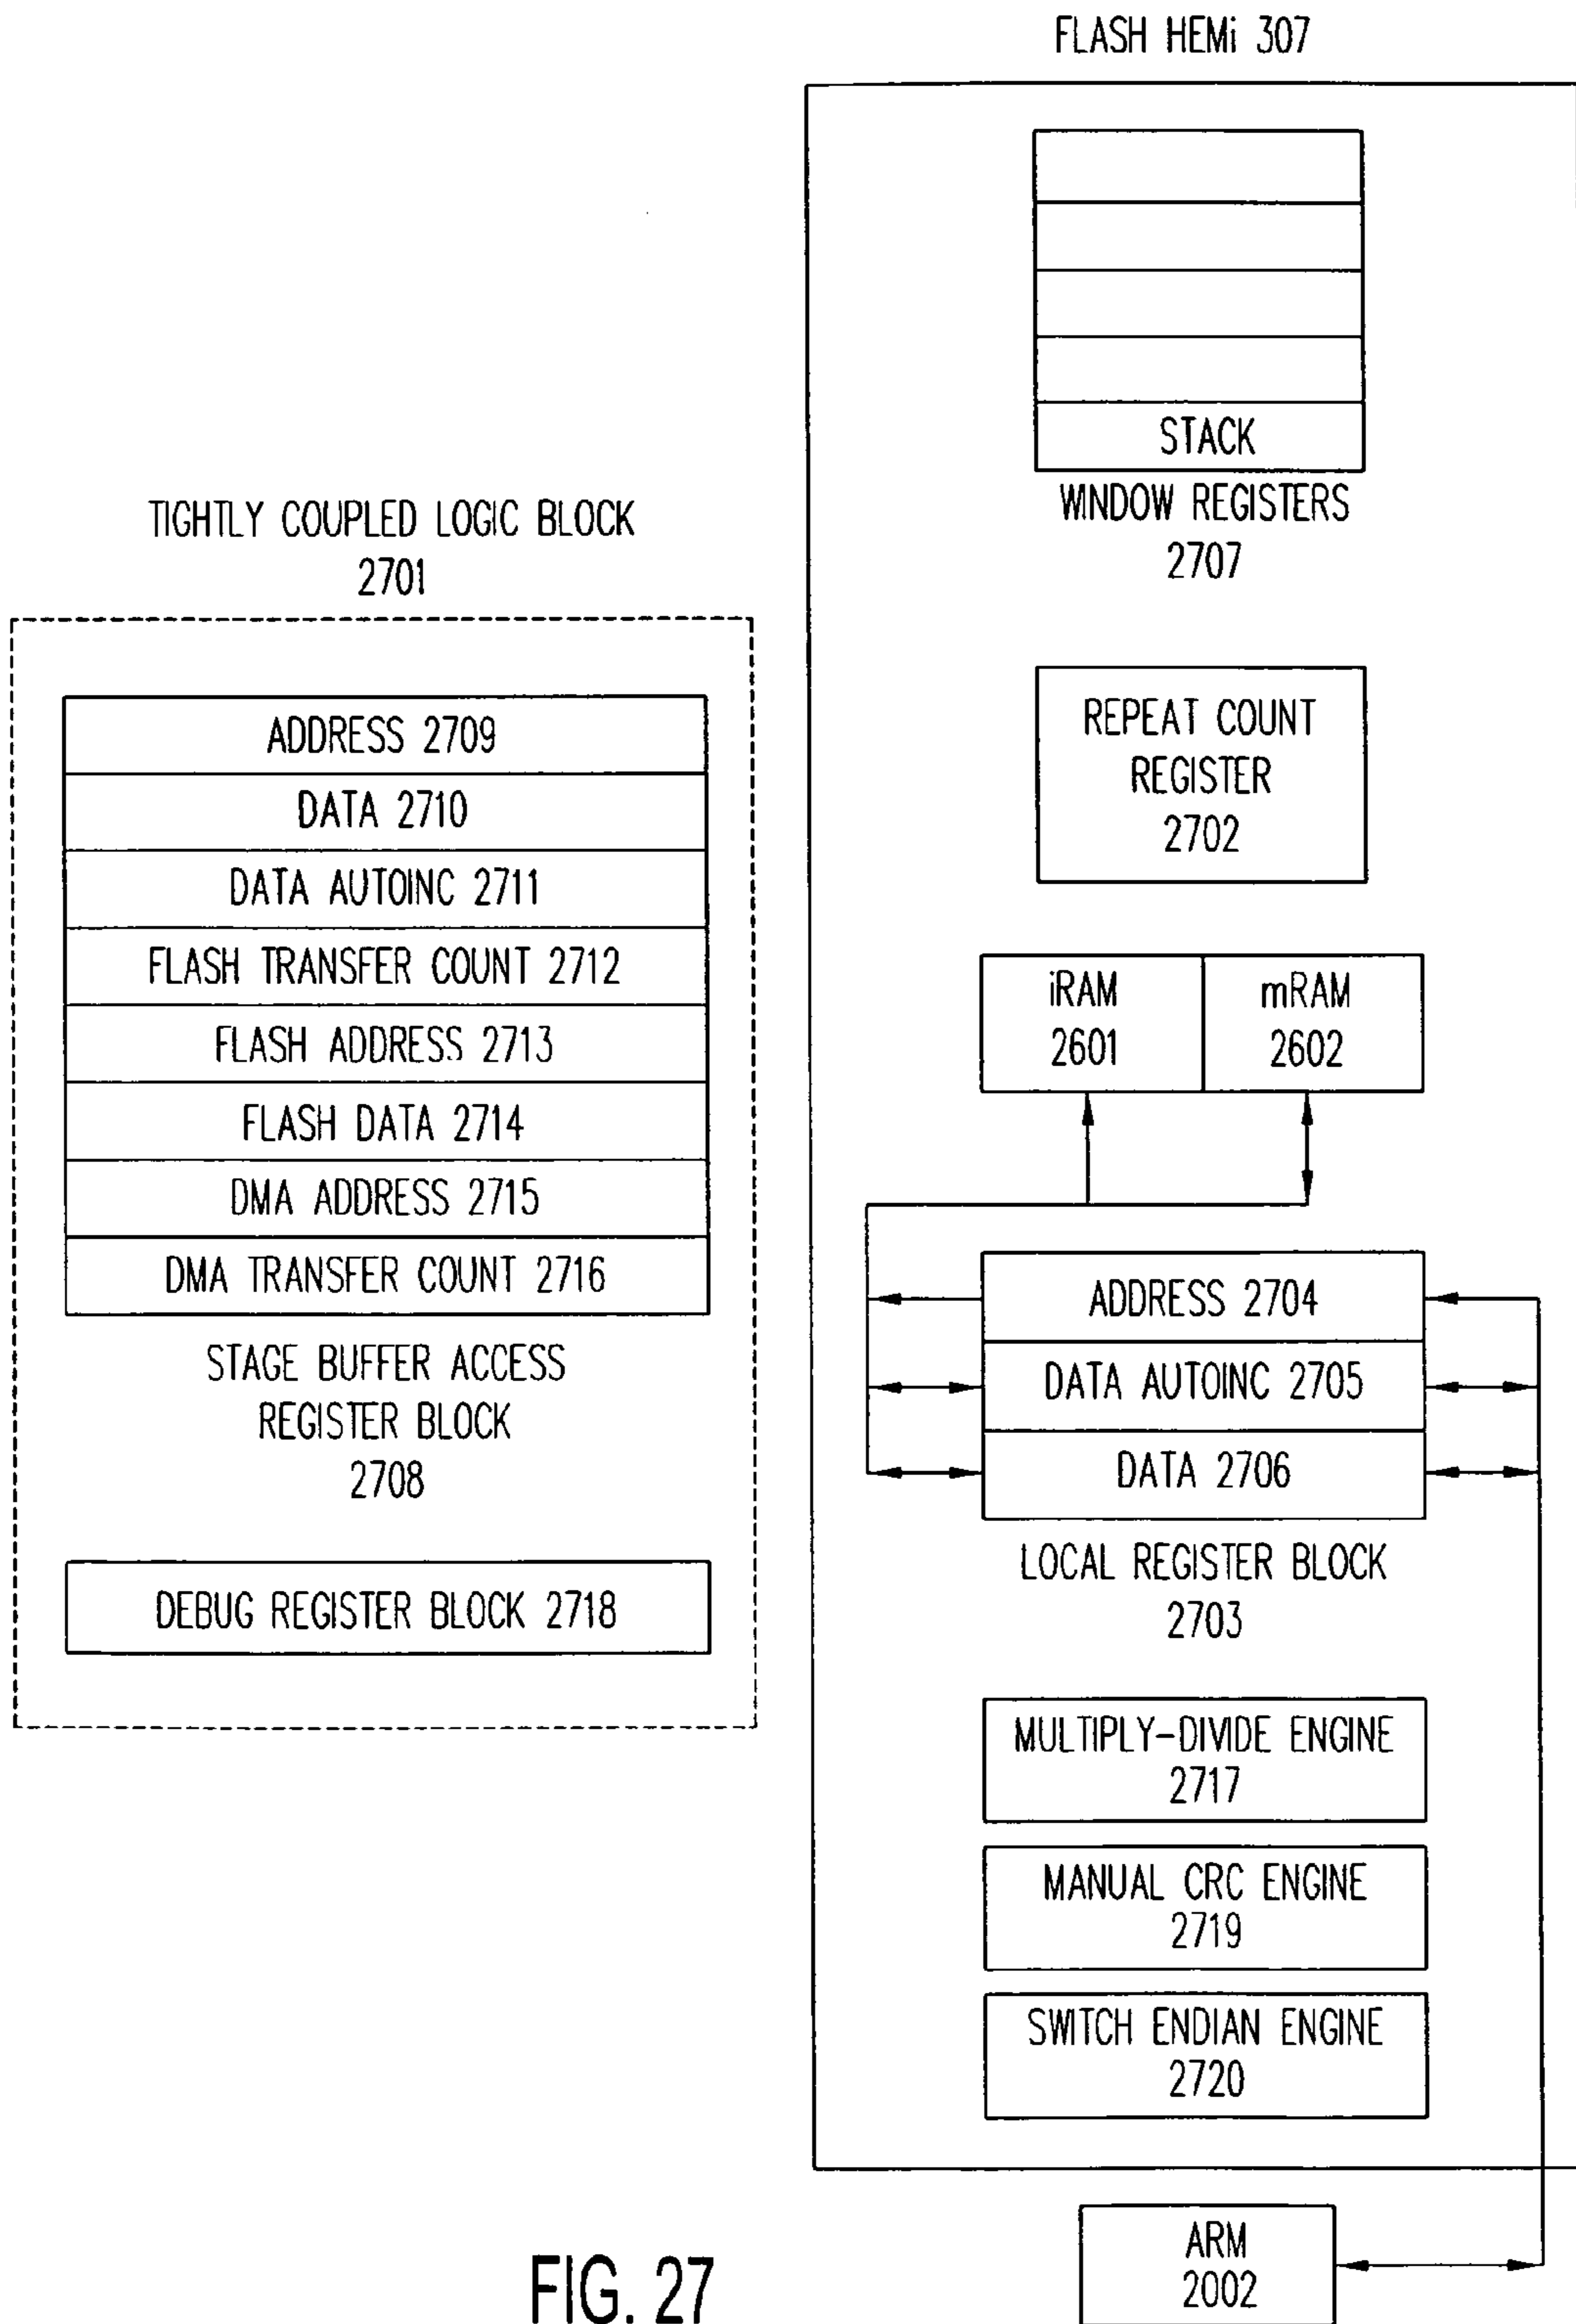 FLASH HEMi 307
STACK
WINDOW REGISTERS
2707
TIGHTLY COUPLED LOGIC BLOCK
2701
ADDRESS 2709
DATA 2710
DATA AUTOINC 2711
FLASH TRANSFER COUNT 2712
FLASH ADDRESS 2713
FLASH DATA 2714
DMA ADDRESS 2715
DMA TRANSFER COUNT 2716
STAGE BUFFER ACCESS
REGISTER BLOCK
2708
DEBUG REGISTER BLOCK 2718
REPEAT COUNT
REGISTER
2702
iRAM
2601
mRAM
2602
ADDRESS 2704
DATA AUTOINC 2705
DATA 2706
LOCAL REGISTER BLOCK
2703
MULTIPLY-DIVIDE ENGINE
2717
MANUAL CRC ENGINE
2719
SWITCH ENDIAN ENGINE
2720
ARM
2002
FIG. 27